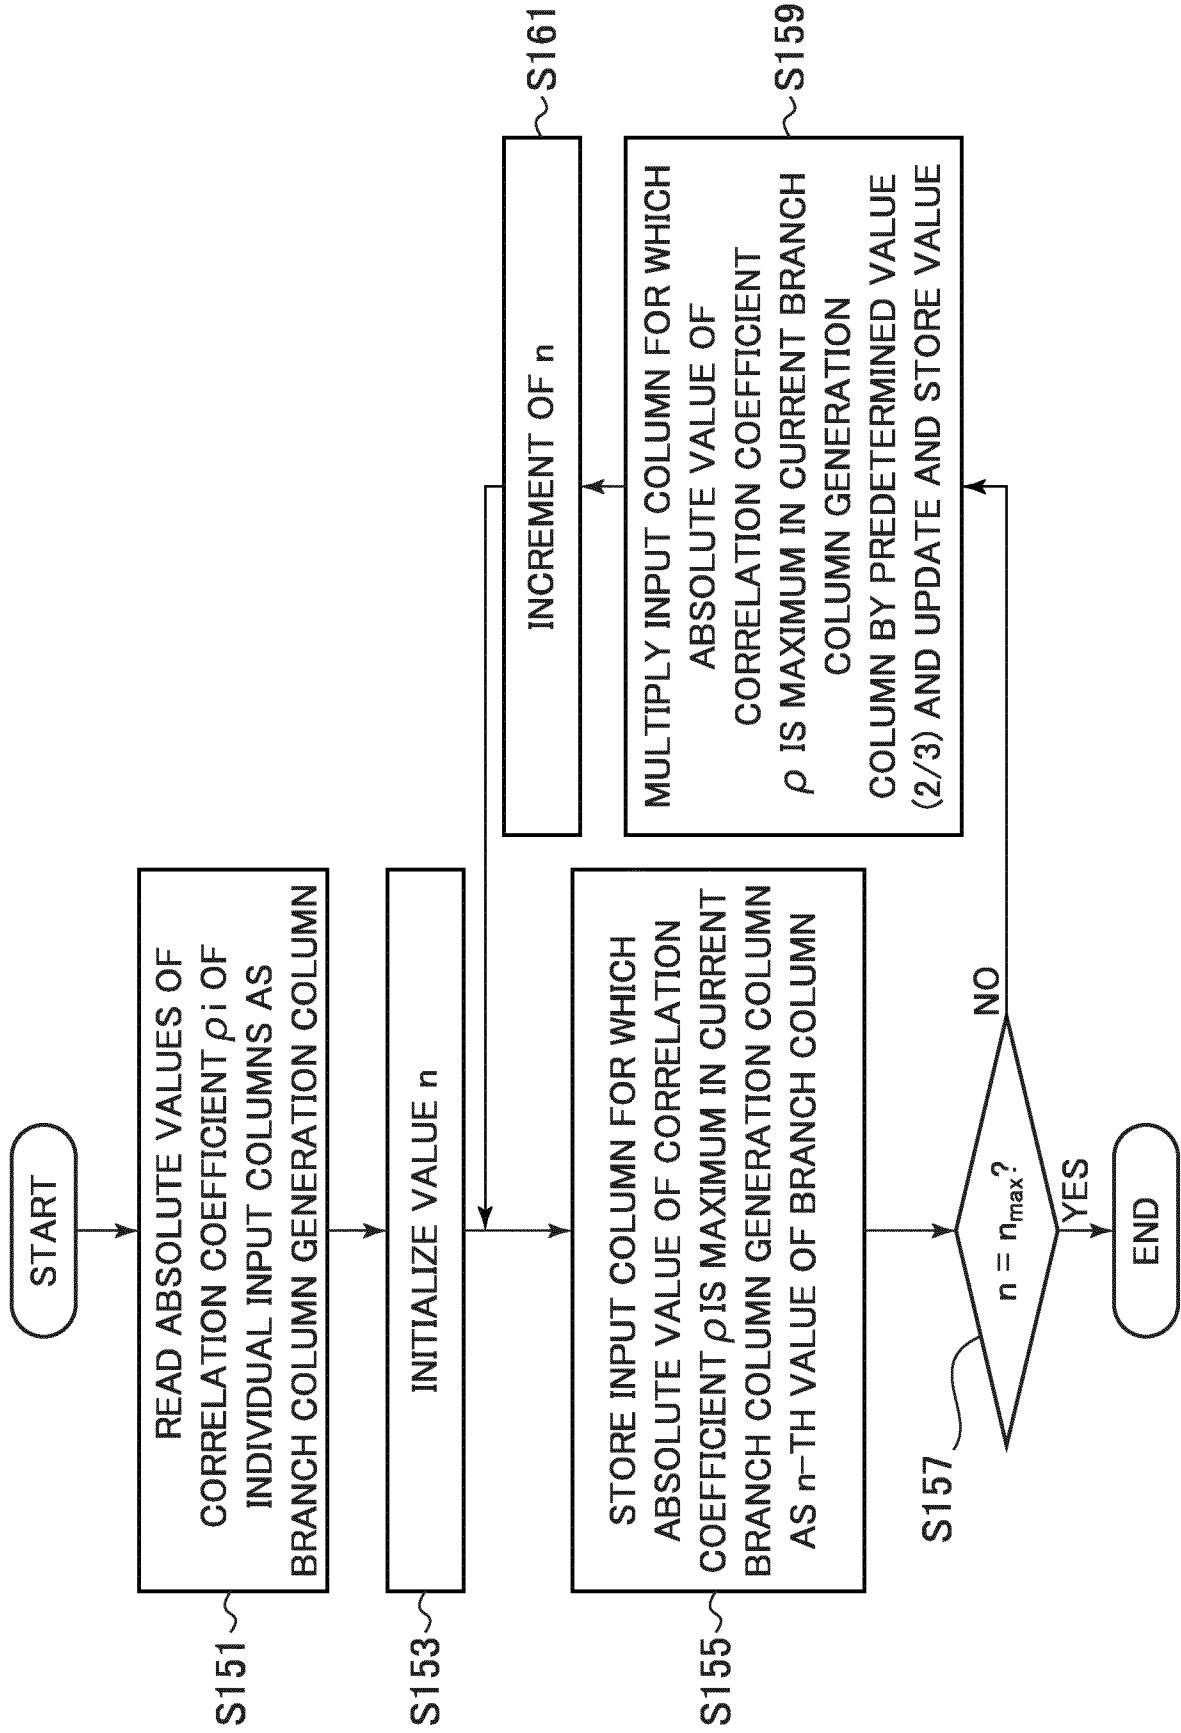 START
READ ABSOLUTE VALUES OF
CORRELATION COEFFICIENT ρi OF
INDIVIDUAL INPUT COLUMNS AS
BRANCH COLUMN GENERATION COLUMN
S151
INITIALIZE VALUE n
S153
STORE INPUT COLUMN FOR WHICH
ABSOLUTE VALUE OF CORRELATION
COEFFICIENT ρ IS MAXIMUM IN CURRENT
BRANCH COLUMN GENERATION COLUMN
AS n-TH VALUE OF BRANCH COLUMN
S155
n = nmax?
S157
NO
YES
END
MULTIPLY INPUT COLUMN FOR WHICH
ABSOLUTE VALUE OF
CORRELATION COEFFICIENT
ρ IS MAXIMUM IN CURRENT BRANCH
COLUMN GENERATION
COLUMN BY PREDETERMINED VALUE
(2/3) AND UPDATE AND STORE VALUE
S159
INCREMENT OF n
S161